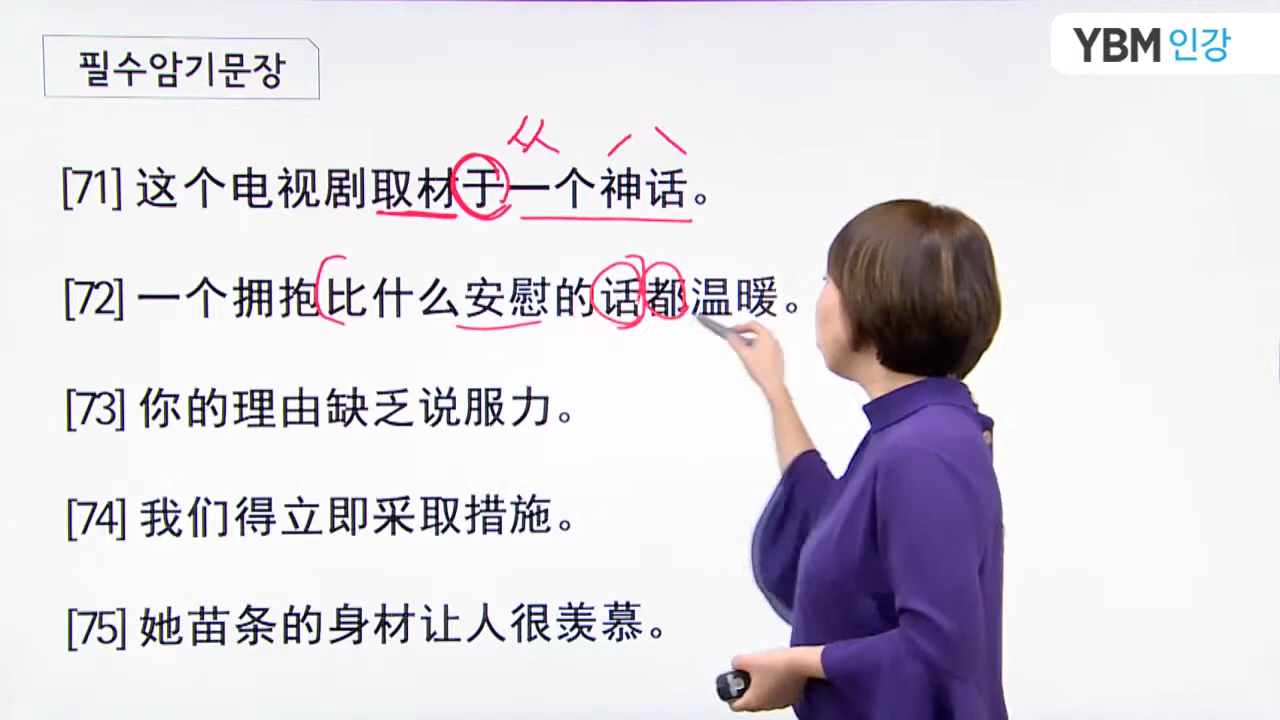 YBM 인강
필수암기문장
从
[71] 这个电视剧取材于一个神话。
[72] 一个拥抱比什么安慰的话都温暖。
[73] 你的理由缺乏说服力。
[74] 我们得立即采取措施。
[75] 她苗条的身材让人很羡慕。